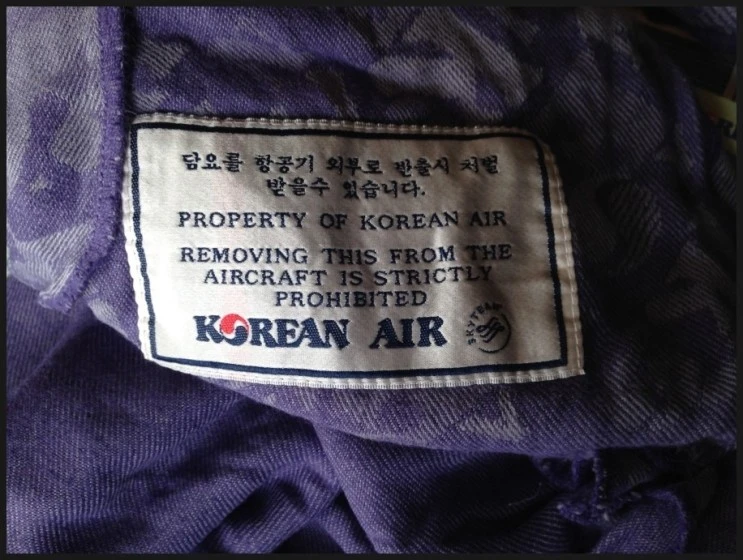 담요를 항공기 외부로 반출시 처벌
받을수 있습니다.
PROPERTY OF KOREAN AIR
REMOVING THIS FROM THE
AIRCRAFT IS STRICTLY
PROHIBITED
KOREAN AIR
SKYTEAM